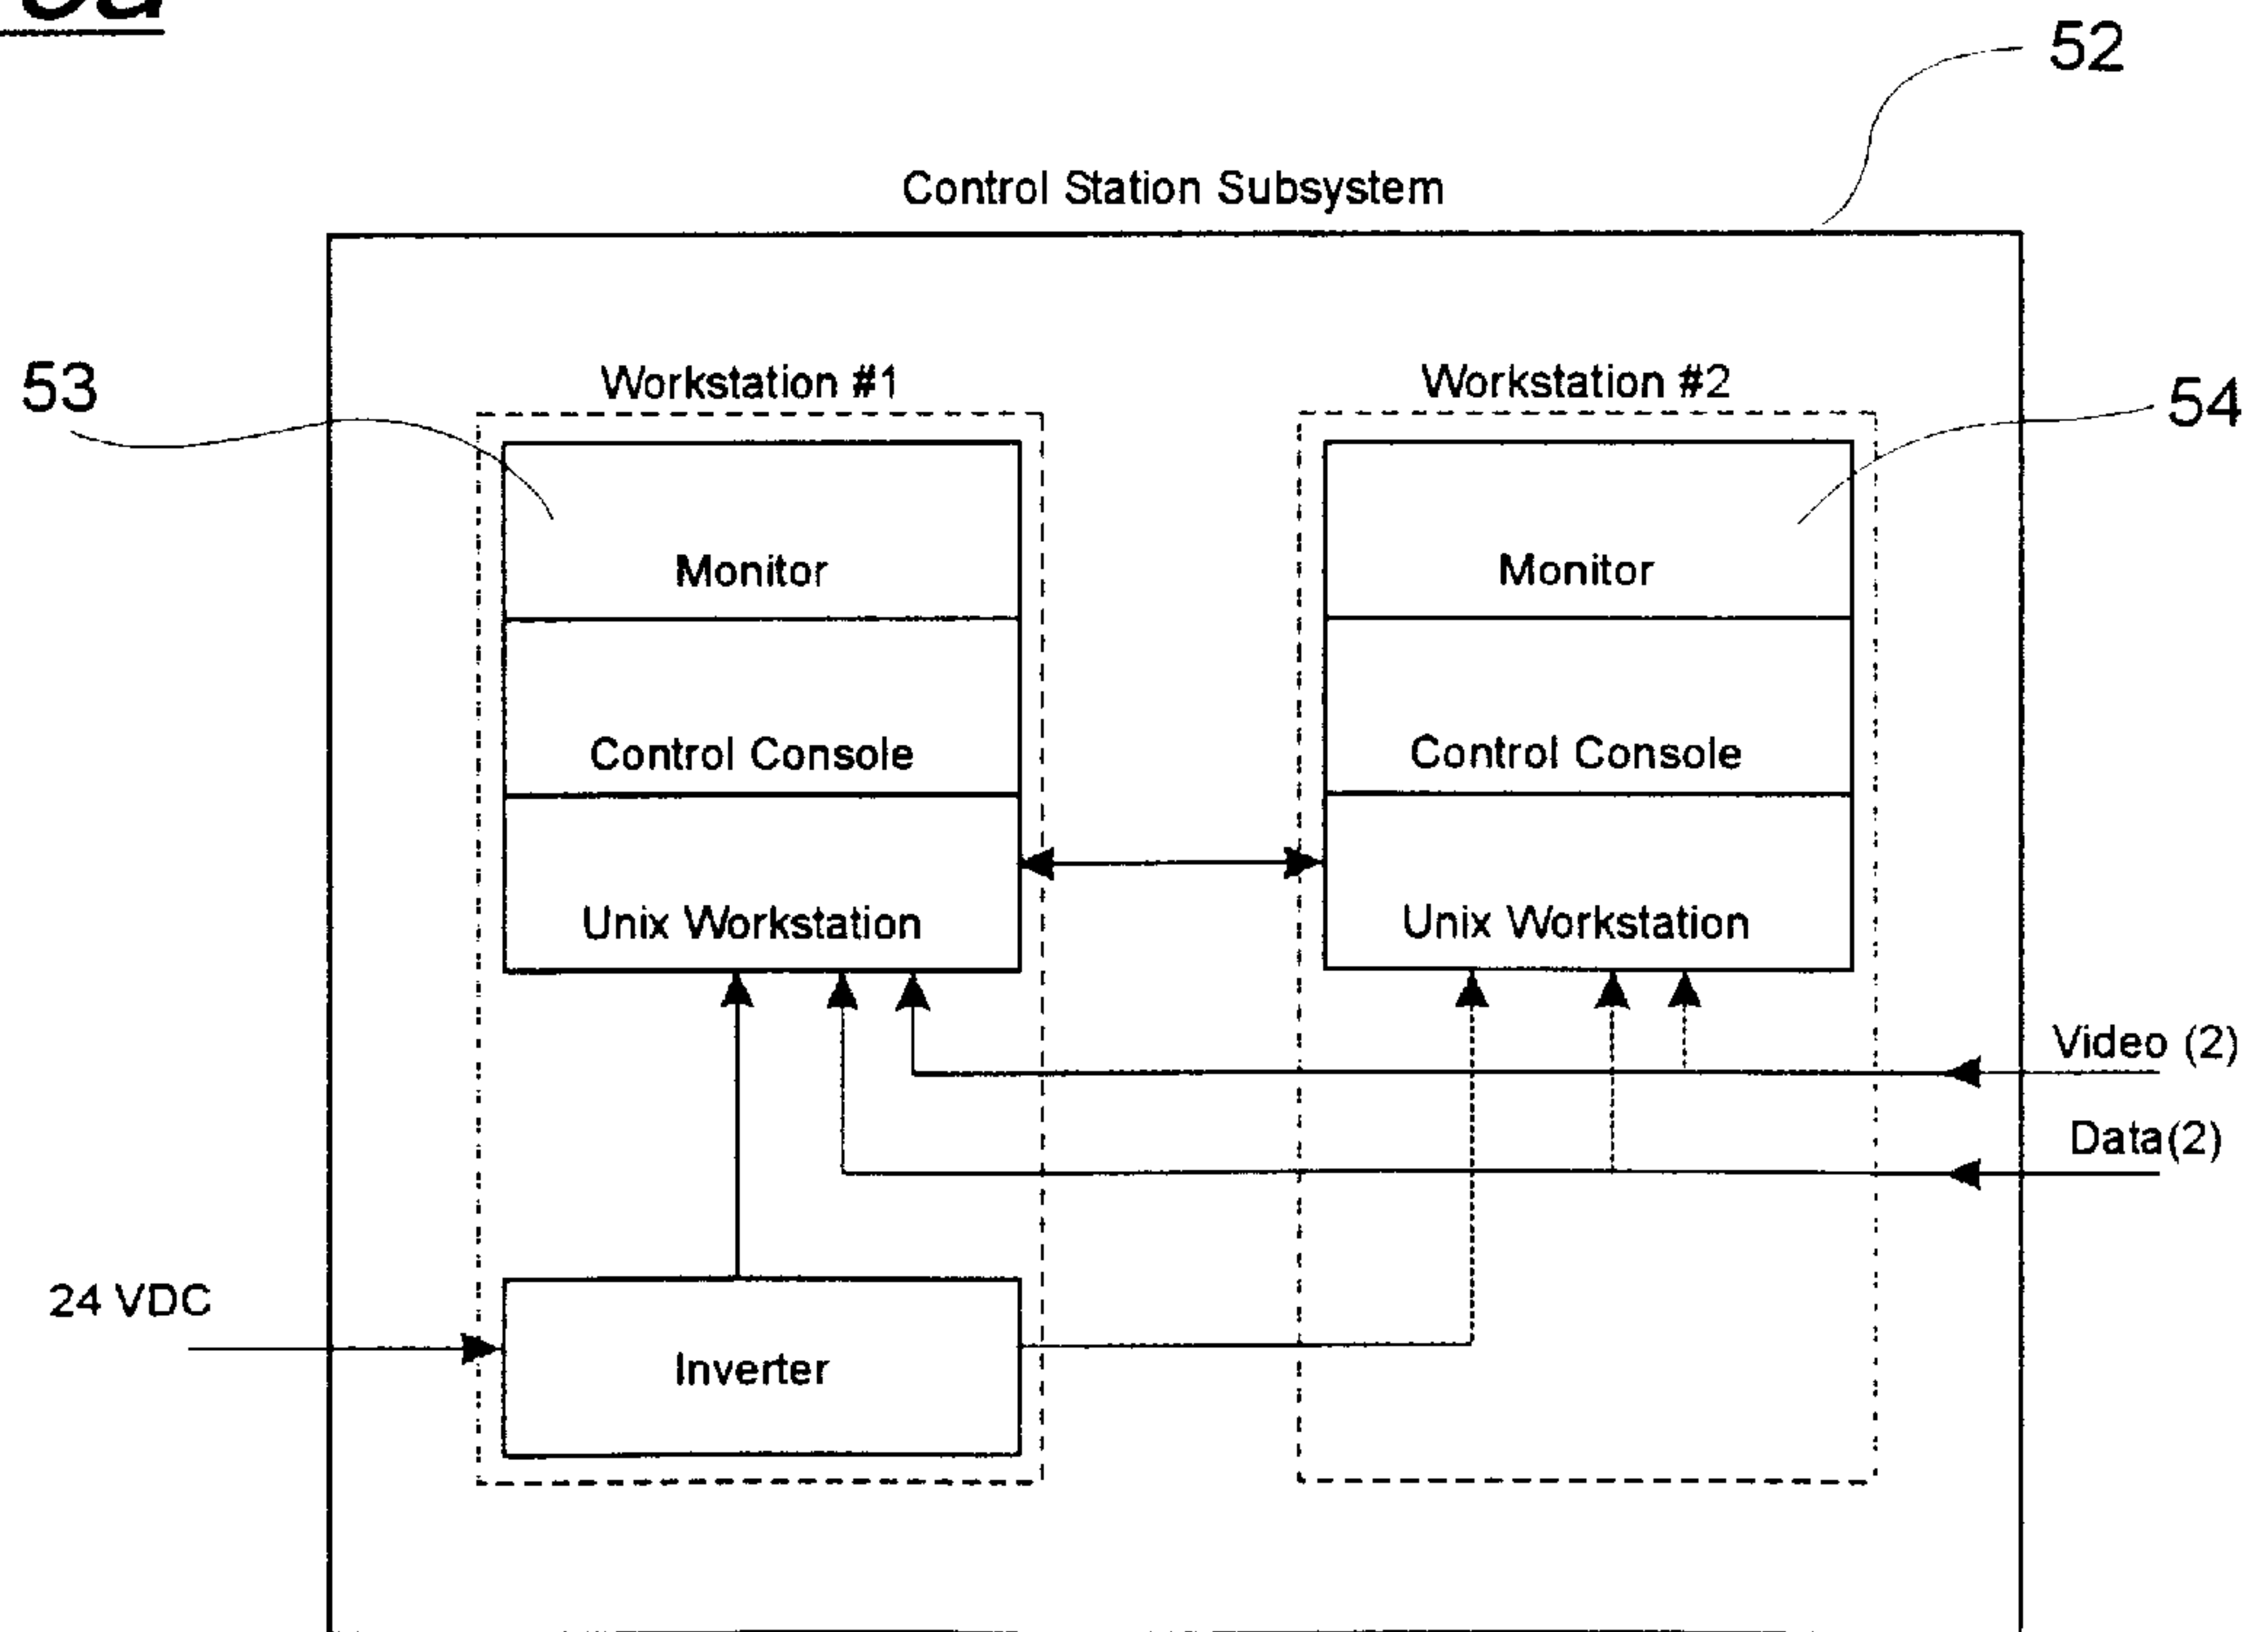 52
Control Station Subsystem
53
Workstation #1
Workstation #2
54
Monitor
Monitor
Control Console
Control Console
Unix Workstation
Unix Workstation
Video (2)
Data(2)
24 VDC
Inverter